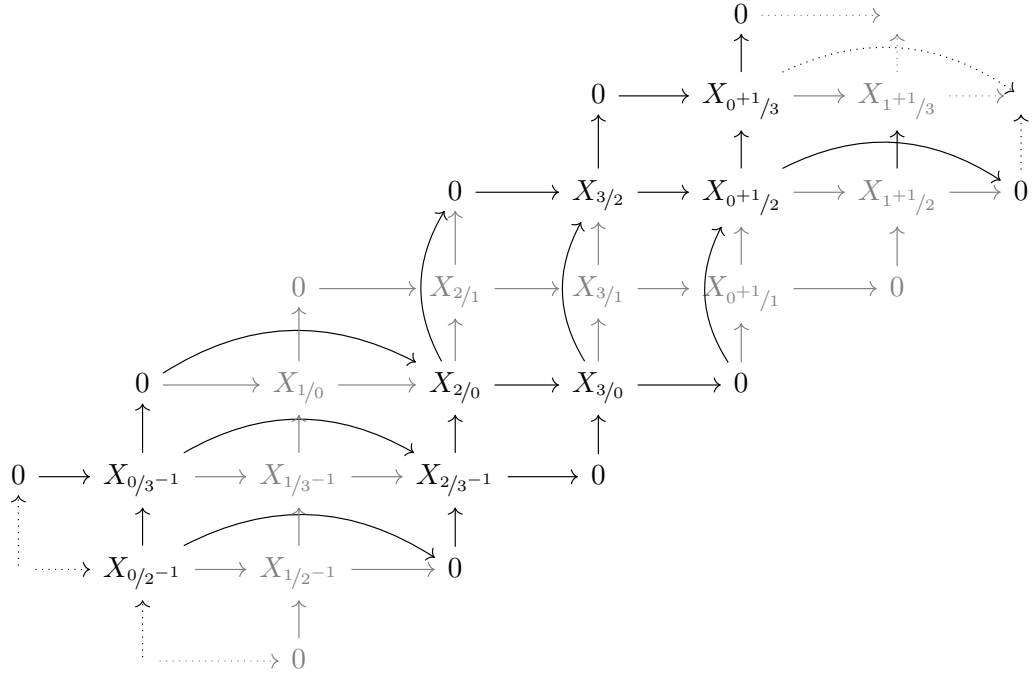 0
0 X_{0^{+1}/3} X_{1^{+1}/3}
0 X_{3/2} X_{0^{+1}/2} X_{1^{+1}/2} 0
0 X_{2/1} X_{3/1} X_{0^{+1}/1} 0
0 X_{1/0} X_{2/0} X_{3/0} 0
0 X_{0/3^{-1}} X_{1/3^{-1}} X_{2/3^{-1}} 0
X_{0/2^{-1}} X_{1/2^{-1}} 0
0